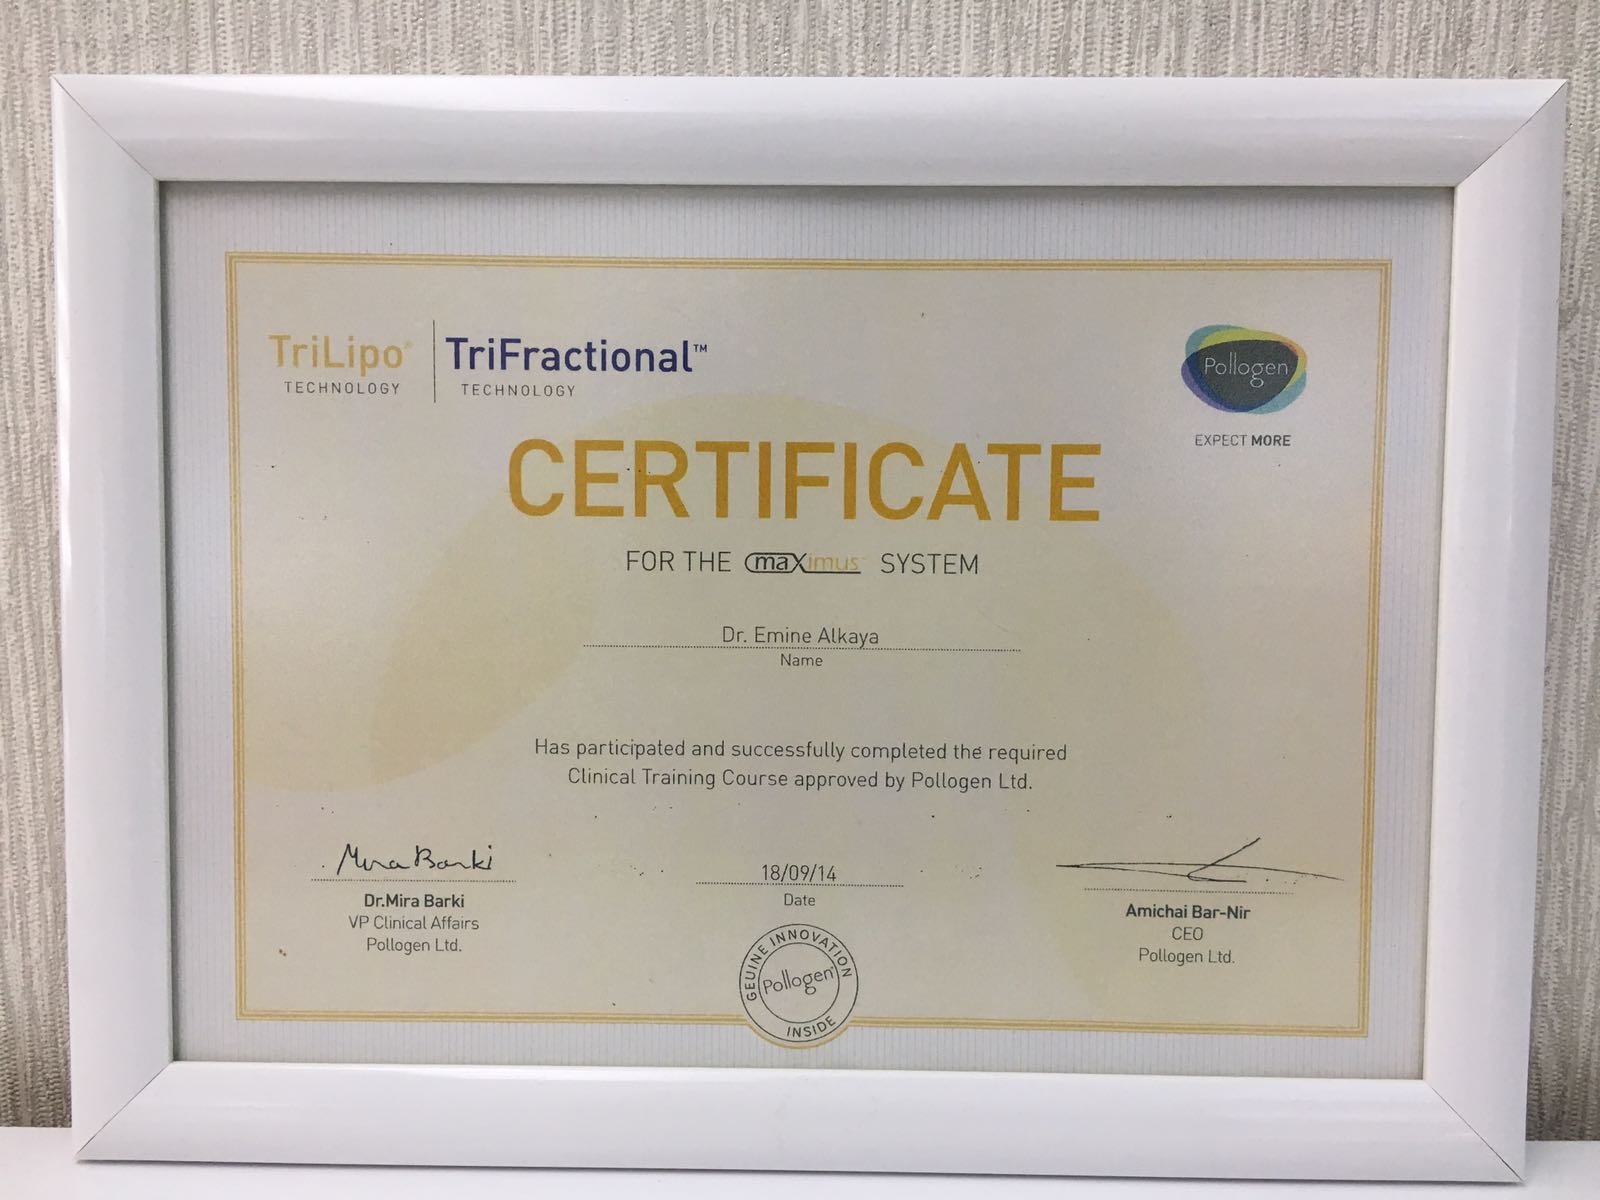 TriLipo® TECHNOLOGY
TriFractional™ TECHNOLOGY
Pollogen
EXPECT MORE
CERTIFICATE
FOR THE maximus™ SYSTEM
Dr. Emine Alkaya
Name
Has participated and successfully completed the required
Clinical Training Course approved by Pollogen Ltd.
Mira Barki
Dr.Mira Barki
VP Clinical Affairs
Pollogen Ltd.
18/09/14
Date
Amichai Bar-Nir
CEO
Pollogen Ltd.
GEUINE INNOVATION
Pollogen®
INSIDE